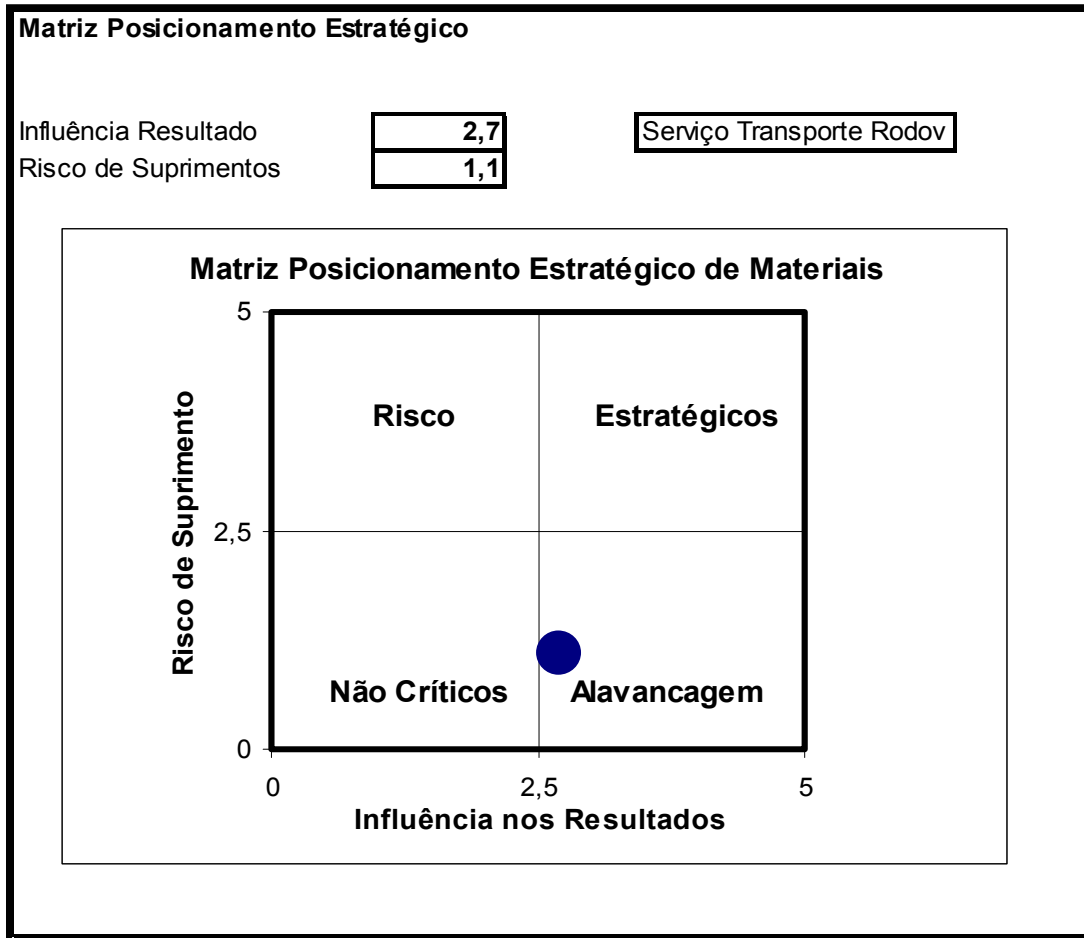 Matriz Posicionamento Estratégico
Influência Resultado 2,7 Serviço Transporte Rodov
Risco de Suprimentos 1,1
Matriz Posicionamento Estratégico de Materiais
5
Risco Estratégicos
Risco de Suprimento
2,5
Não Críticos Alavancagem
0
0 2,5 5
Influência nos Resultados